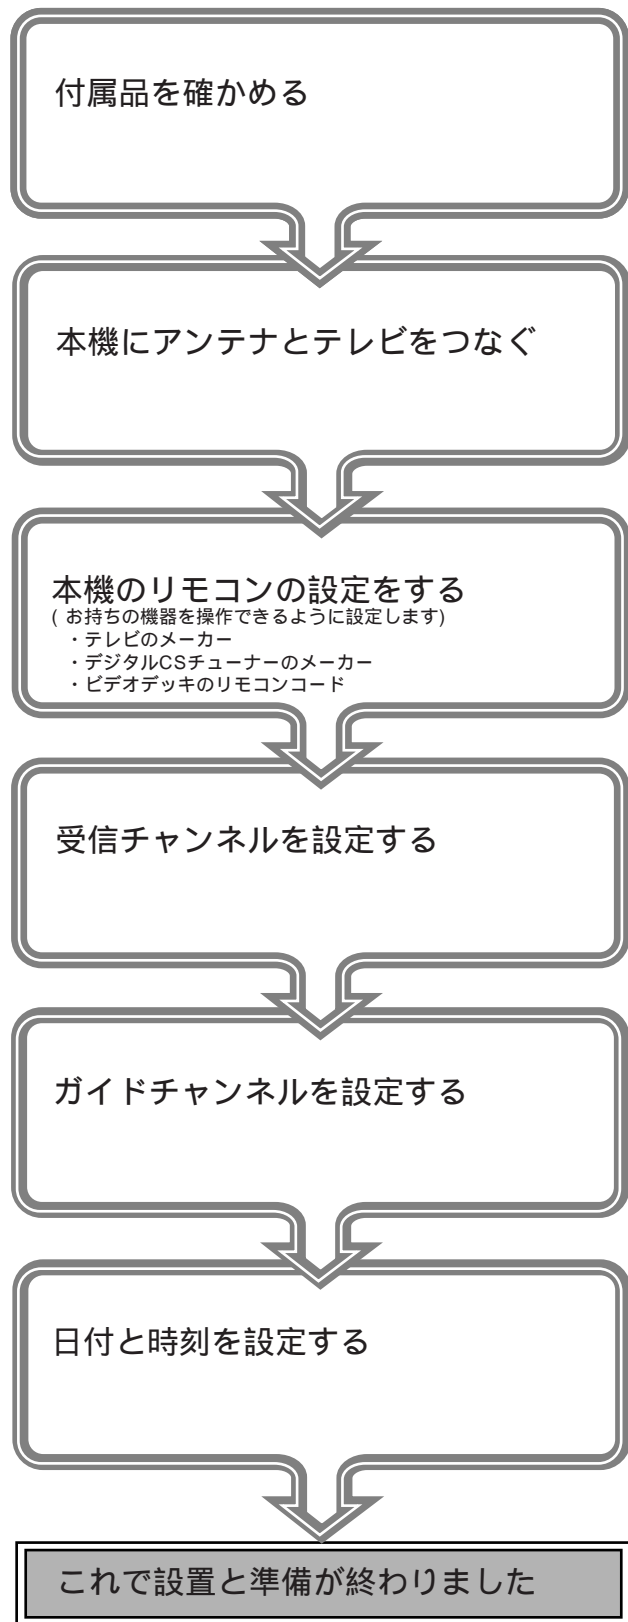 付属品を確かめる
本機にアンテナとテレビをつなぐ
本機のリモコンの設定をする
( お持ちの機器を操作できるように設定します)
・テレビのメーカー
・デジタルCSチューナーのメーカー
・ビデオデッキのリモコンコード
受信チャンネルを設定する
ガイドチャンネルを設定する
日付と時刻を設定する
これで設置と準備が終わりました